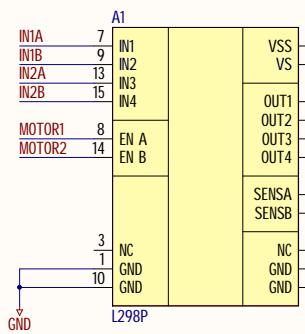 A1
IN1A 7 IN1 VSS
IN1B 9 IN2 VS
IN2A 13 IN3
IN2B 15 IN4 OUT1
OUT2
MOTOR1 8 EN A OUT3
MOTOR2 14 EN B OUT4
SENSA
SENSB
3 NC NC
1 GND GND
10 GND GND
GND L298P